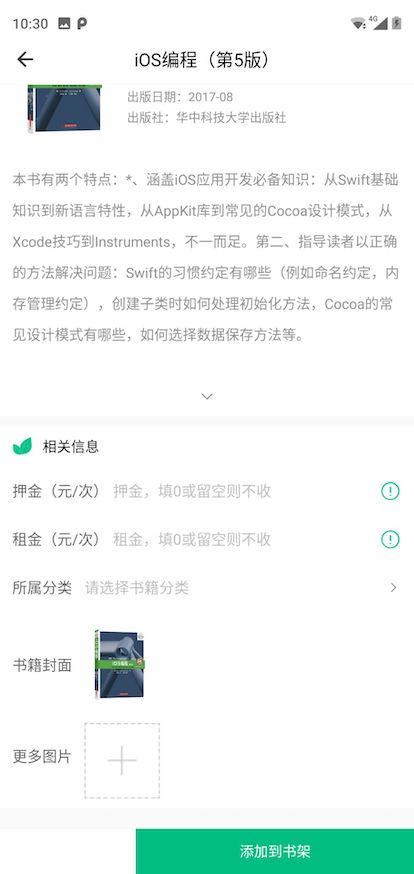 10:30
4G
iOS编程（第5版）
出版日期：2017-08
出版社：华中科技大学出版社
本书有两个特点：*、涵盖iOS应用开发必备知识：从Swift基础
知识到新语言特性，从AppKit库到常见的Cocoa设计模式，从
Xcode技巧到Instruments，不一而足。第二、指导读者以正确
的方法解决问题：Swift的习惯约定有哪些（例如命名约定，内
存管理约定），创建子类时如何处理初始化方法，Cocoa的常
见设计模式有哪些，如何选择数据保存方法等。
相关信息
押金（元/次） 押金，填0或留空则不收
租金（元/次） 租金，填0或留空则不收
所属分类 请选择书籍分类
书籍封面
iOS编程
更多图片
添加到书架